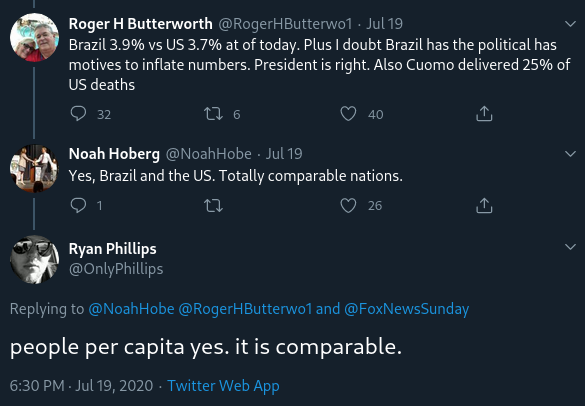 Roger H Butterworth @RogerHButterwo1 · Jul 19
Brazil 3.9% vs US 3.7% at of today. Plus I doubt Brazil has the political has
motives to inflate numbers. President is right. Also Cuomo delivered 25% of
US deaths
32 6 40
Noah Hoberg @NoahHobe · Jul 19
Yes, Brazil and the US. Totally comparable nations.
1 26
Ryan Phillips
@OnlyPhillips
Replying to @NoahHobe @RogerHButterwo1 and @FoxNewsSunday
people per capita yes. it is comparable.
6:30 PM · Jul 19, 2020 · Twitter Web App